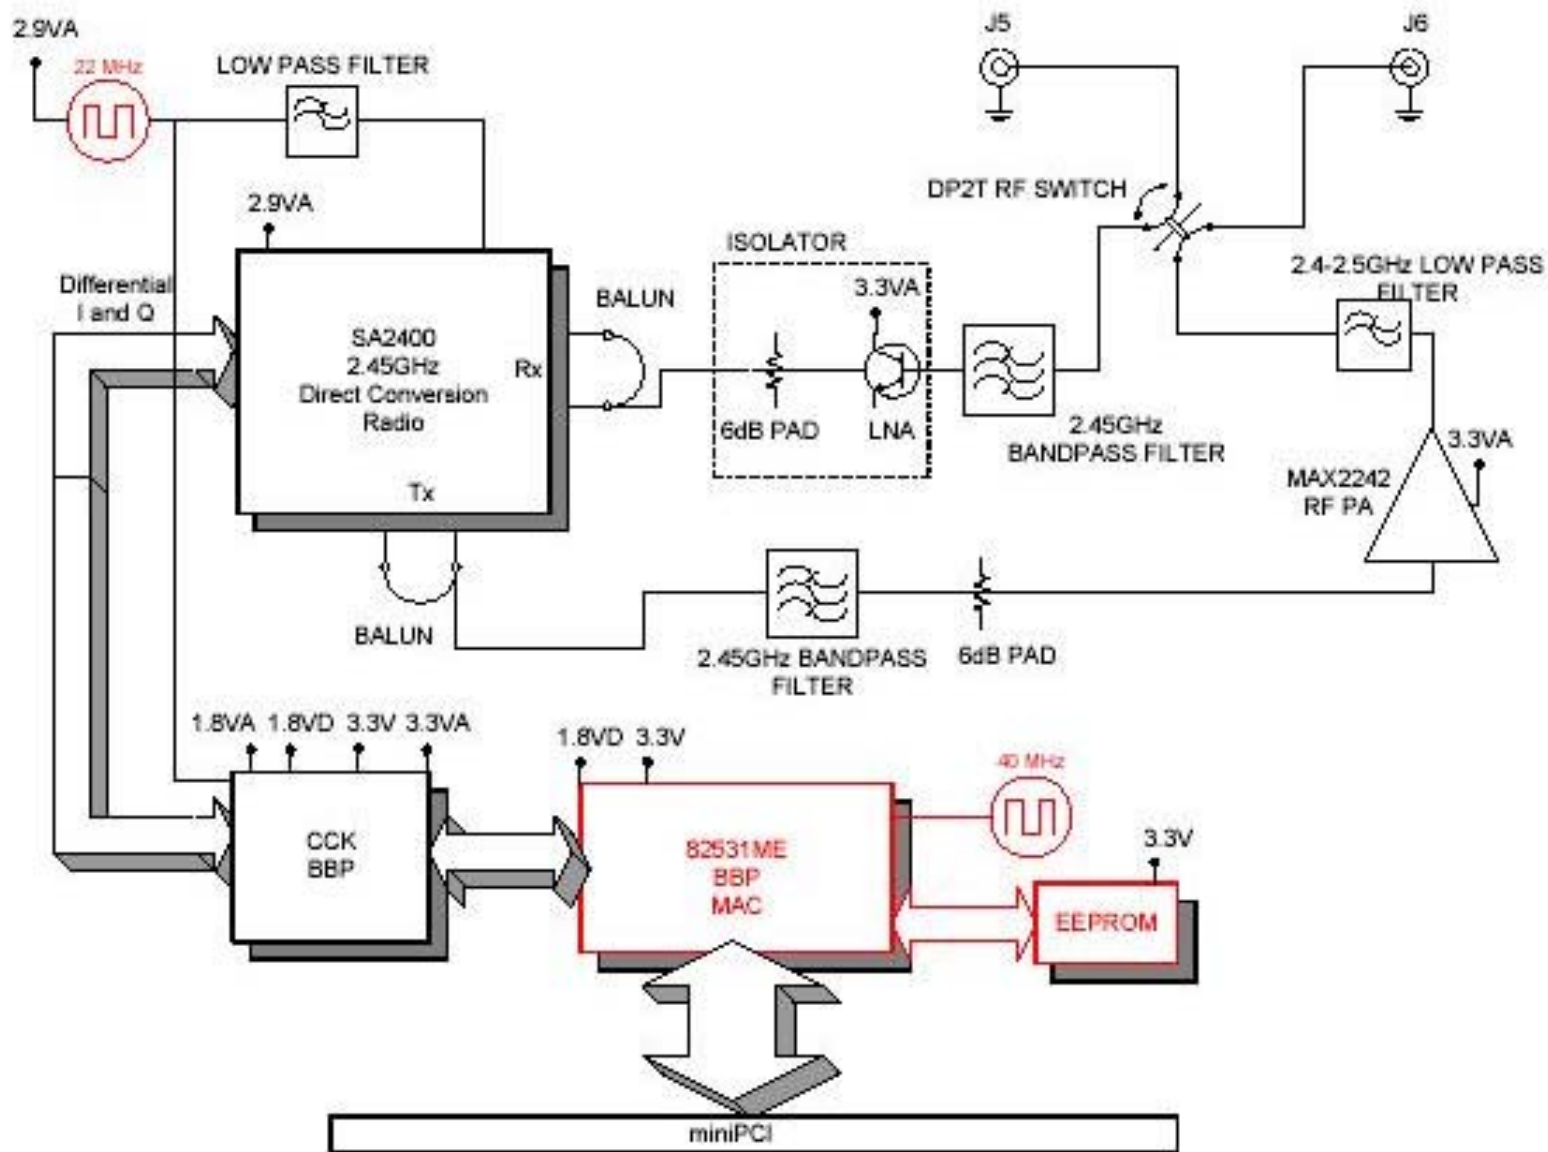 2.9VA
22 MHz
LOW PASS FILTER
J5
J6
DP2T RF SWITCH
2.9VA
ISOLATOR
2.4-2.5GHz LOW PASS
FILTER
Differential
I and Q
BALUN
3.3VA
SA2400
2.45GHz
Direct Conversion
Radio
Rx
Tx
6dB PAD
LNA
2.45GHz
BANDPASS FILTER
3.3VA
MAX2242
RF PA
BALUN
2.45GHz BANDPASS
FILTER
6dB PAD
1.8VA 1.8VD 3.3V 3.3VA
1.8VD 3.3V
40 MHz
CCK
BBP
82531ME
BBP
MAC
3.3V
EEPROM
miniPCI